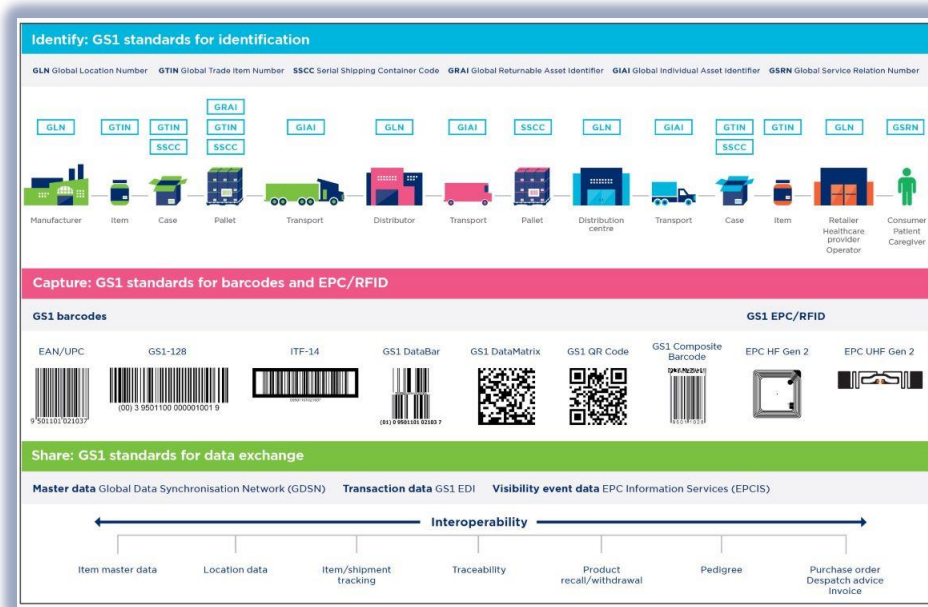 Identify: GS1 standards for identification
GLN Global Location Number GTIN Global Trade Item Number SSCC Serial Shipping Container Code GRAI Global Returnable Asset Identifier GIAI Global Individual Asset Identifier GSRN Global Service Relation Number
GRAI
GLN GTIN GTIN GTIN GIAI GLN GIAI SSCC GLN GIAI GTIN GTIN GLN GSRN
SSCC SSCC SSCC
Manufacturer Item Case Pallet Transport Distributor Transport Pallet Distribution centre Transport Case Item Retailer Healthcare provider Operator Consumer Patient Caregiver
Capture: GS1 standards for barcodes and EPC/RFID
GS1 barcodes GS1 EPC/RFID
EAN/UPC GS1-128 ITF-14 GS1 DataBar GS1 DataMatrix GS1 QR Code GS1 Composite Barcode EPC HF Gen 2 EPC UHF Gen 2
9 501101 021037
(00) 3 9501100 000001001 9
(01) 0 9501101 02103 7
Share: GS1 standards for data exchange
Master data Global Data Synchronisation Network (GDSN) Transaction data GS1 EDI Visibility event data EPC Information Services (EPCIS)
Interoperability
Item master data Location data Item/shipment tracking Traceability Product recall/withdrawal Pedigree Purchase order Despatch advice Invoice